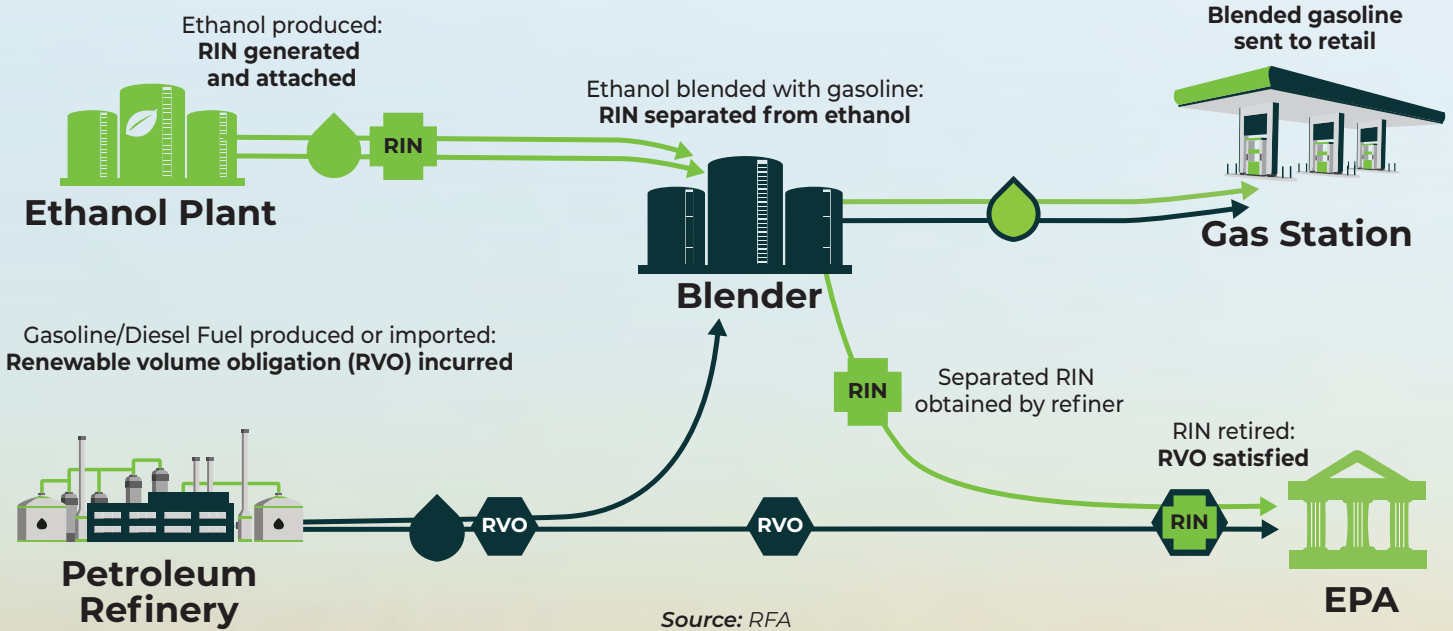 Ethanol produced:
RIN generated
and attached
RIN
Ethanol Plant
Ethanol blended with gasoline:
RIN separated from ethanol
Blender
Blended gasoline
sent to retail
Gas Station
Gasoline/Diesel Fuel produced or imported:
Renewable volume obligation (RVO) incurred
Petroleum
Refinery
RVO
RVO
RIN
Separated RIN
obtained by refiner
RIN retired:
RVO satisfied
RIN
EPA
Source: RFA